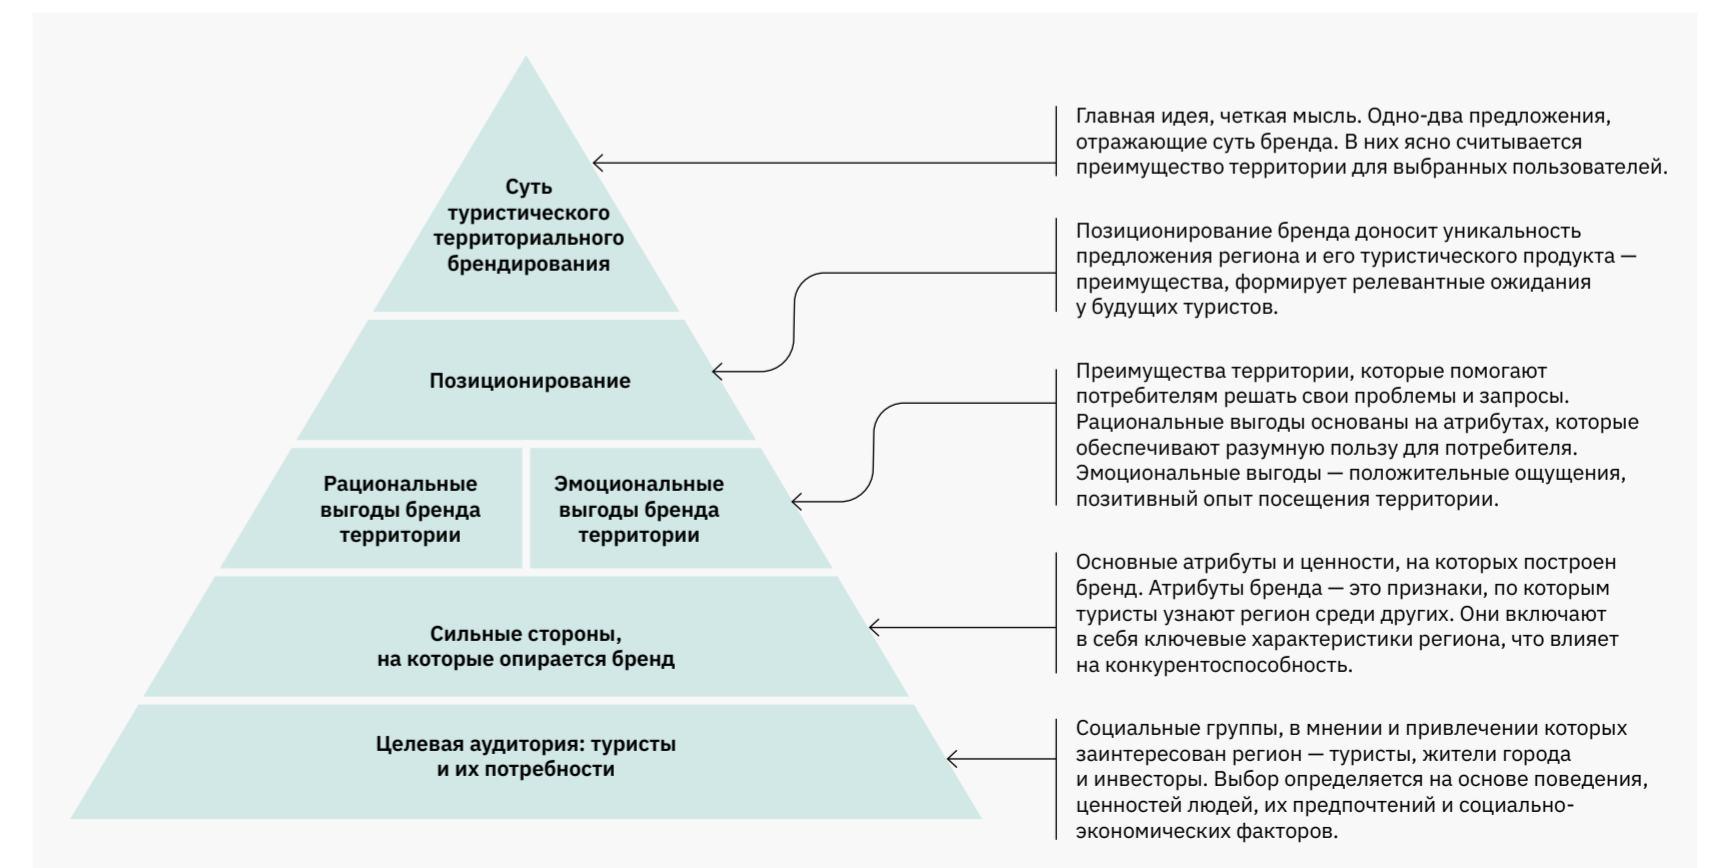 Суть
туристического
территориального
брендирования
Главная идея, четкая мысль. Одно-два предложения,
отражающие суть бренда. В них ясно считывается
преимущество территории для выбранных пользователей.
Позиционирование
Позиционирование бренда доносит уникальность
предложения региона и его туристического продукта —
преимущества, формирует релевантные ожидания
у будущих туристов.
Рациональные
выгоды бренда
территории
Эмоциональные
выгоды бренда
территории
Преимущества территории, которые помогают
потребителям решать свои проблемы и запросы.
Рациональные выгоды основаны на атрибутах, которые
обеспечивают разумную пользу для потребителя.
Эмоциональные выгоды — положительные ощущения,
позитивный опыт посещения территории.
Сильные стороны,
на которые опирается бренд
Основные атрибуты и ценности, на которых построен
бренд. Атрибуты бренда — это признаки, по которым
туристы узнают регион среди других. Они включают
в себя ключевые характеристики региона, что влияет
на конкурентоспособность.
Целевая аудитория: туристы
и их потребности
Социальные группы, в мнении и привлечении которых
заинтересован регион — туристы, жители города
и инвесторы. Выбор определяется на основе поведения,
ценностей людей, их предпочтений и социально-
экономических факторов.